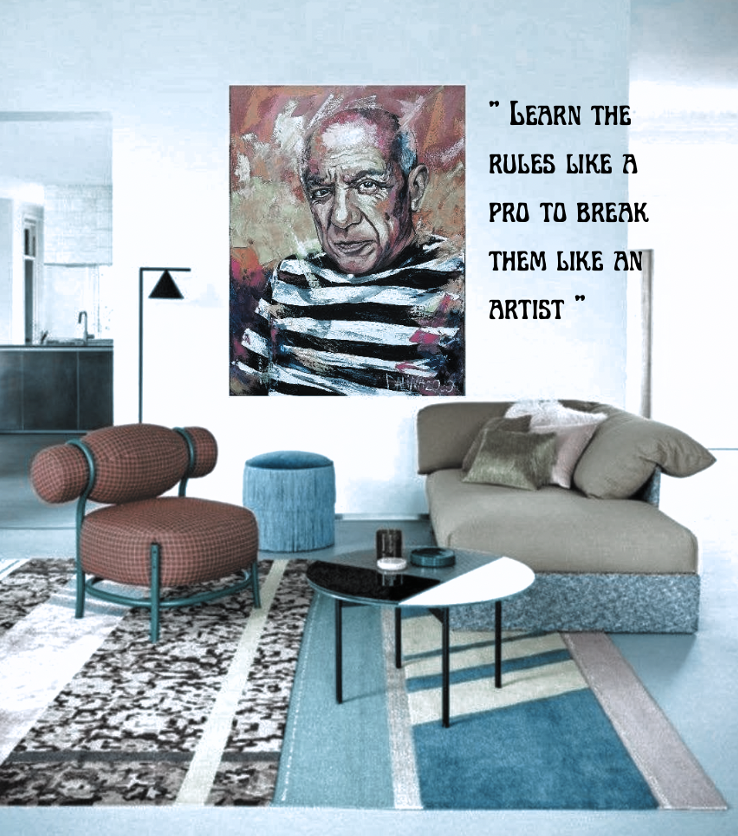 ” Learn the
rules like a
pro to break
them like an
artist ”